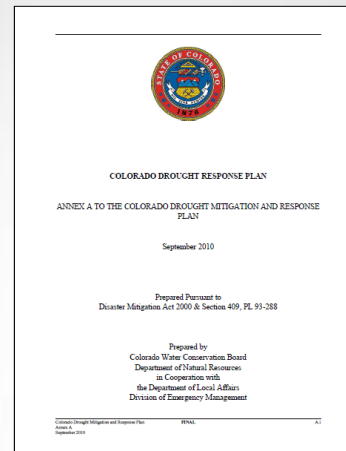 STATE OF COLORADO
1876
COLORADO DROUGHT RESPONSE PLAN
ANNEX A TO THE COLORADO DROUGHT MITIGATION AND RESPONSE
PLAN
September 2010
Prepared Pursuant to
Disaster Mitigation Act 2000 & Section 409, PL 93-288
Prepared by
Colorado Water Conservation Board
Department of Natural Resources
in Cooperation with
the Department of Local Affairs
Division of Emergency Management
Colorado Drought Mitigation and Response Plan FINAL A.1
Annex A
September 2010